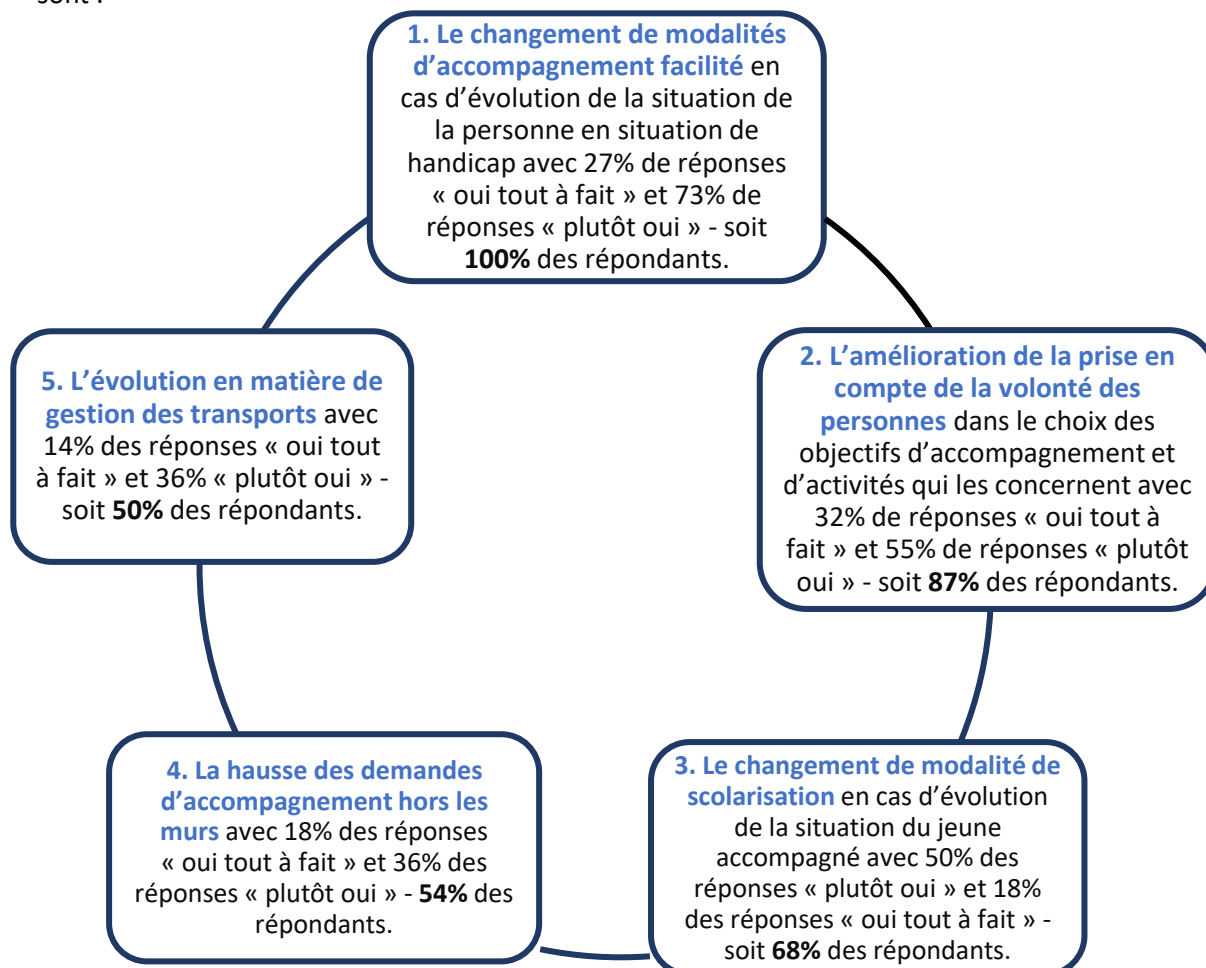 sont :
1. Le changement de modalités
d’accompagnement facilité en
cas d’évolution de la situation de
la personne en situation de
handicap avec 27% de réponses
« oui tout à fait » et 73% de
réponses « plutôt oui » - soit
100% des répondants.
2. L’amélioration de la prise en
compte de la volonté des
personnes dans le choix des
objectifs d’accompagnement et
d’activités qui les concernent avec
32% de réponses « oui tout à
fait » et 55% de réponses « plutôt
oui » - soit 87% des répondants.
3. Le changement de modalité de
scolarisation en cas d’évolution
de la situation du jeune
accompagné avec 50% des
réponses « plutôt oui » et 18%
des réponses « oui tout à fait » -
soit 68% des répondants.
4. La hausse des demandes
d’accompagnement hors les
murs avec 18% des réponses
« oui tout à fait » et 36% des
réponses « plutôt oui » - 54% des
répondants.
5. L’évolution en matière de
gestion des transports avec
14% des réponses « oui tout
à fait » et 36% « plutôt oui » -
soit 50% des répondants.